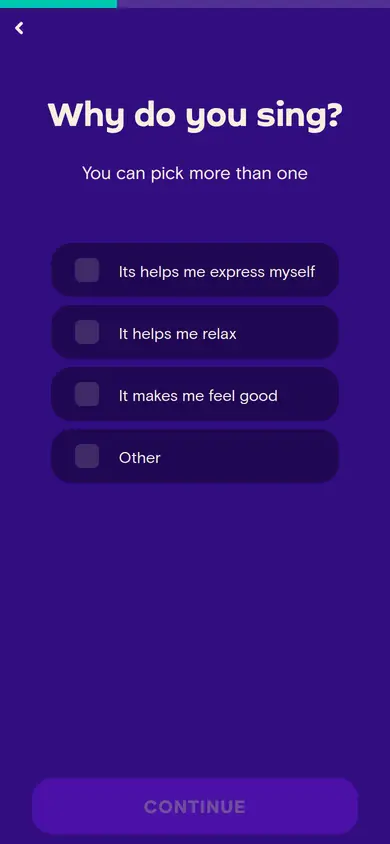 Why do you sing?
You can pick more than one
Its helps me express myself
It helps me relax
It makes me feel good
Other
CONTINUE